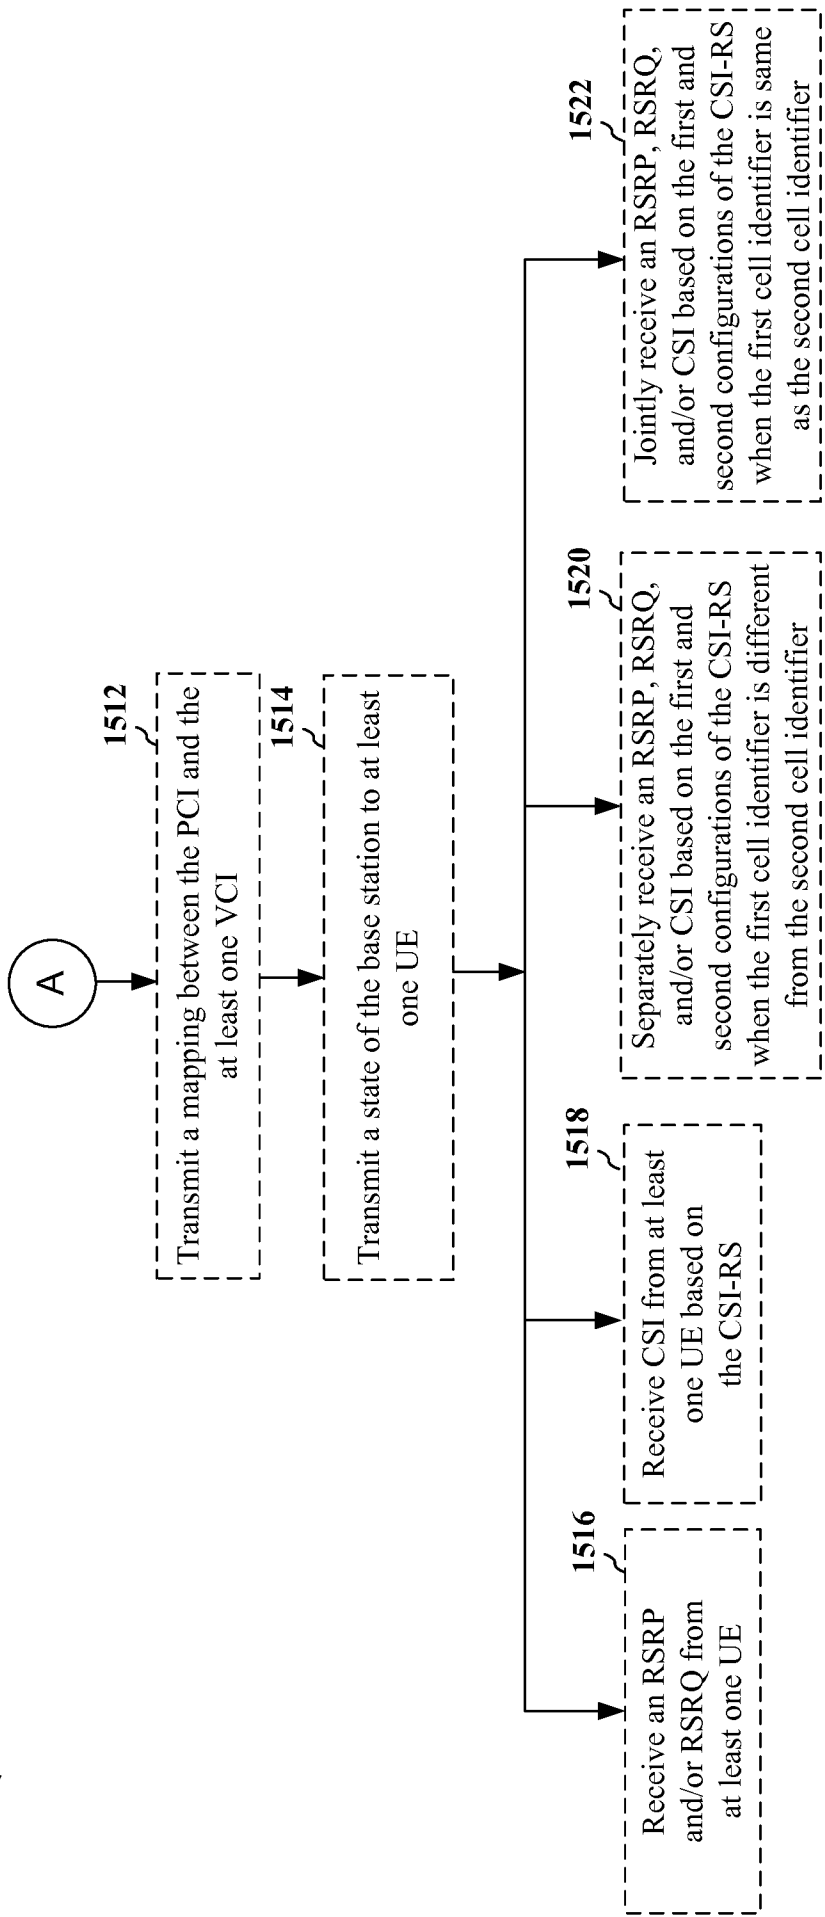 A
1512
Transmit a mapping between the PCI and the
at least one VCI
1514
Transmit a state of the base station to at least
one UE
1516
Receive an RSRP
and/or RSRQ from
at least one UE
1518
Receive CSI from at least
one UE based on
the CSI-RS
1520
Separately receive an RSRP, RSRQ,
and/or CSI based on the first and
second configurations of the CSI-RS
when the first cell identifier is different
from the second cell identifier
1522
Jointly receive an RSRP, RSRQ,
and/or CSI based on the first and
second configurations of the CSI-RS
when the first cell identifier is same
as the second cell identifier